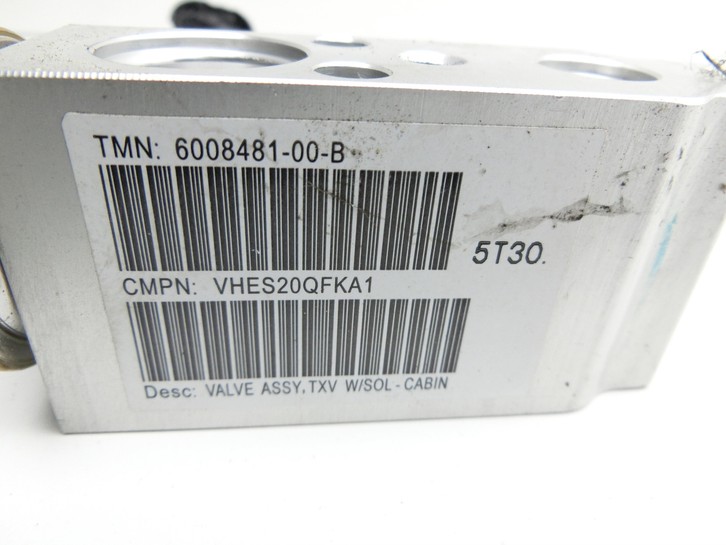 TMN: 6008481-00-B
5T30.
CMPN: VHES20QFKA1
Desc: VALVE ASSY,TXV W/SOL-CABIN